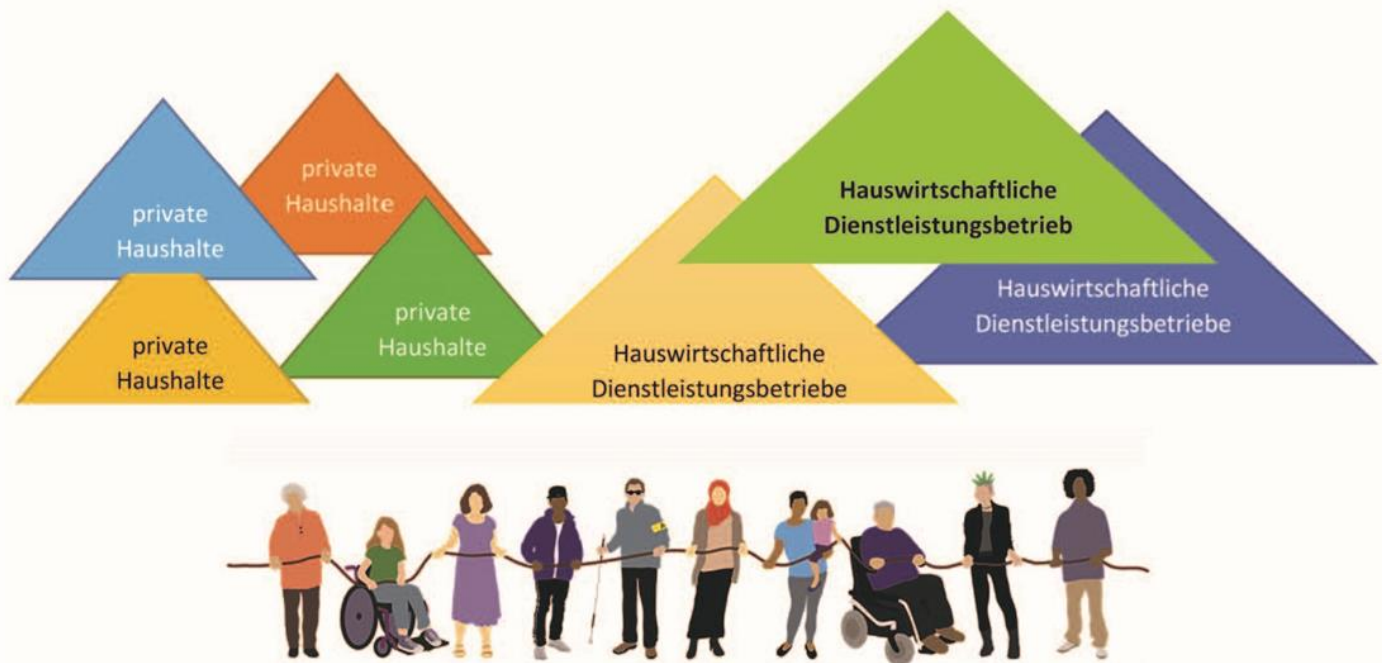 private
Haushalte
private
Haushalte
private
Haushalte
private
Haushalte
Hauswirtschaftliche
Dienstleistungsbetrieb
Hauswirtschaftliche
Dienstleistungsbetriebe
Hauswirtschaftliche
Dienstleistungsbetriebe